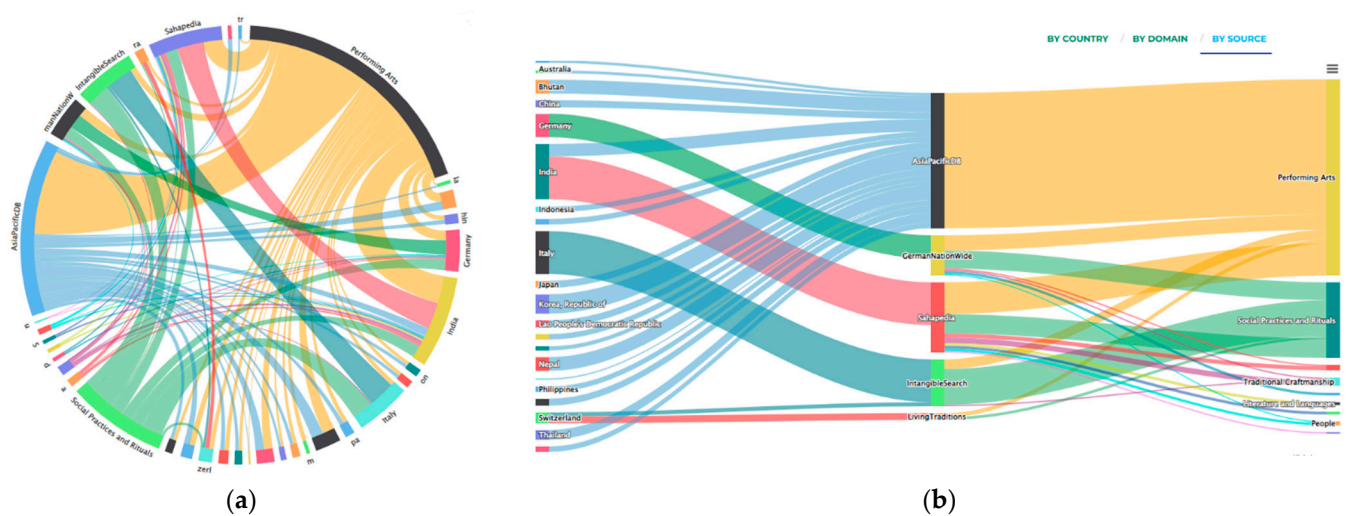 tr
Sahapedia
ra
IntangibleSearch
manNationW
AsiaPacificDB
Performing Arts
la
hin
Germany
India
on
Italy
pa
m
zerl
Social Practices and Rituals
a
p
S
n
(a)
BY COUNTRY / BY DOMAIN / BY SOURCE
Australia
Bhutan
China
Germany
India
Indonesia
Italy
Japan
Korea, Republic of
Lao People's Democratic Republic
Nepal
Philippines
Switzerland
Thailand
AsiaPacificDB
GermanNationWide
Sahapedia
IntangibleSearch
LivingTraditions
Performing Arts
Social Practices and Rituals
Traditional Craftmanship
Literature and Languages
People
(b)